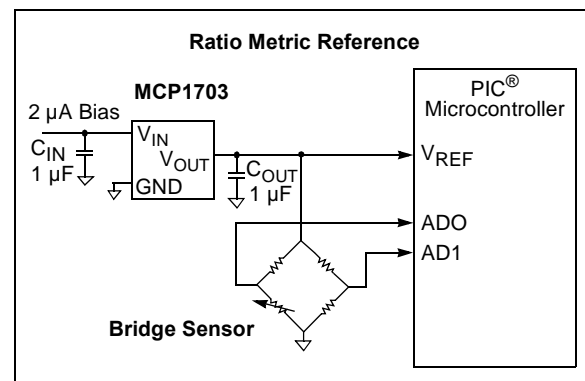 Ratio Metric Reference
MCP1703
PIC®
Microcontroller
2 µA Bias
VIN
VOUT
GND
CIN
1 µF
COUT
1 µF
VREF
ADO
AD1
Bridge Sensor